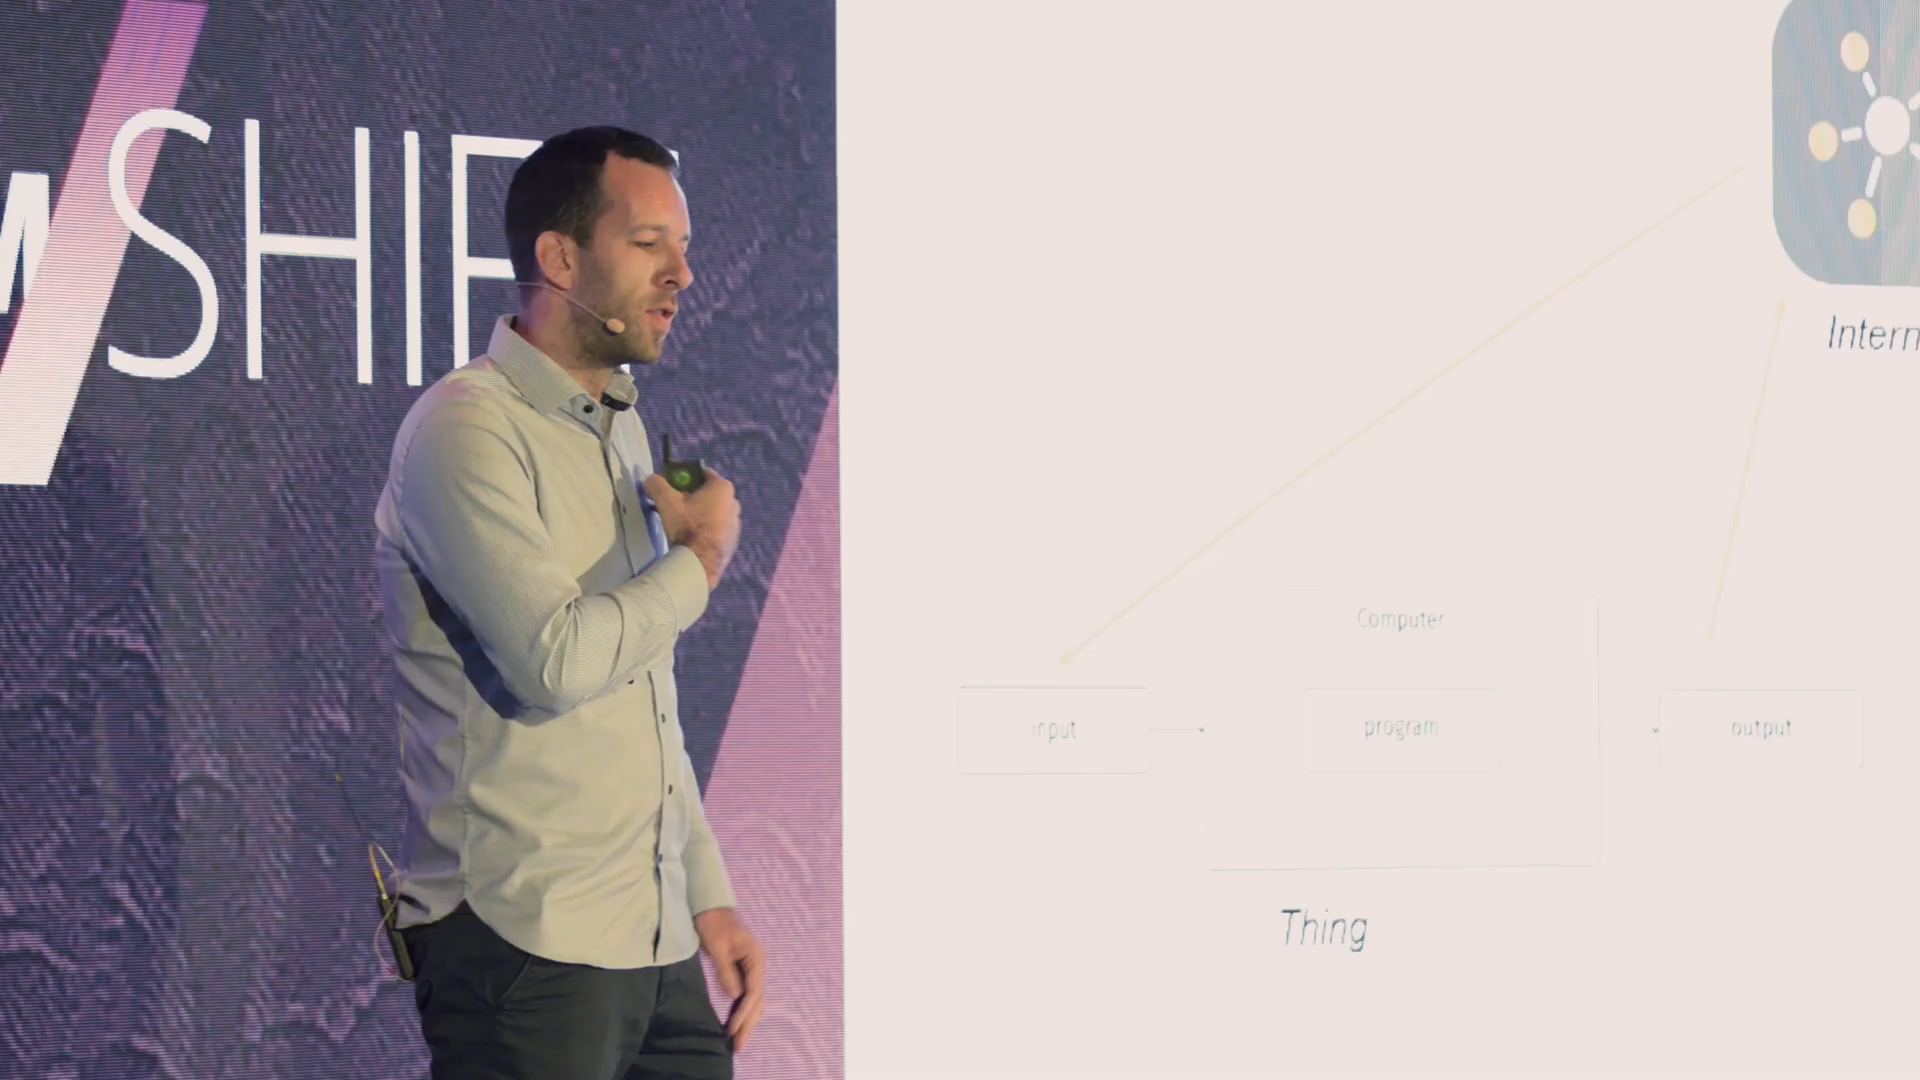 SHIF
Intern
Computer
input
program
output
Thing